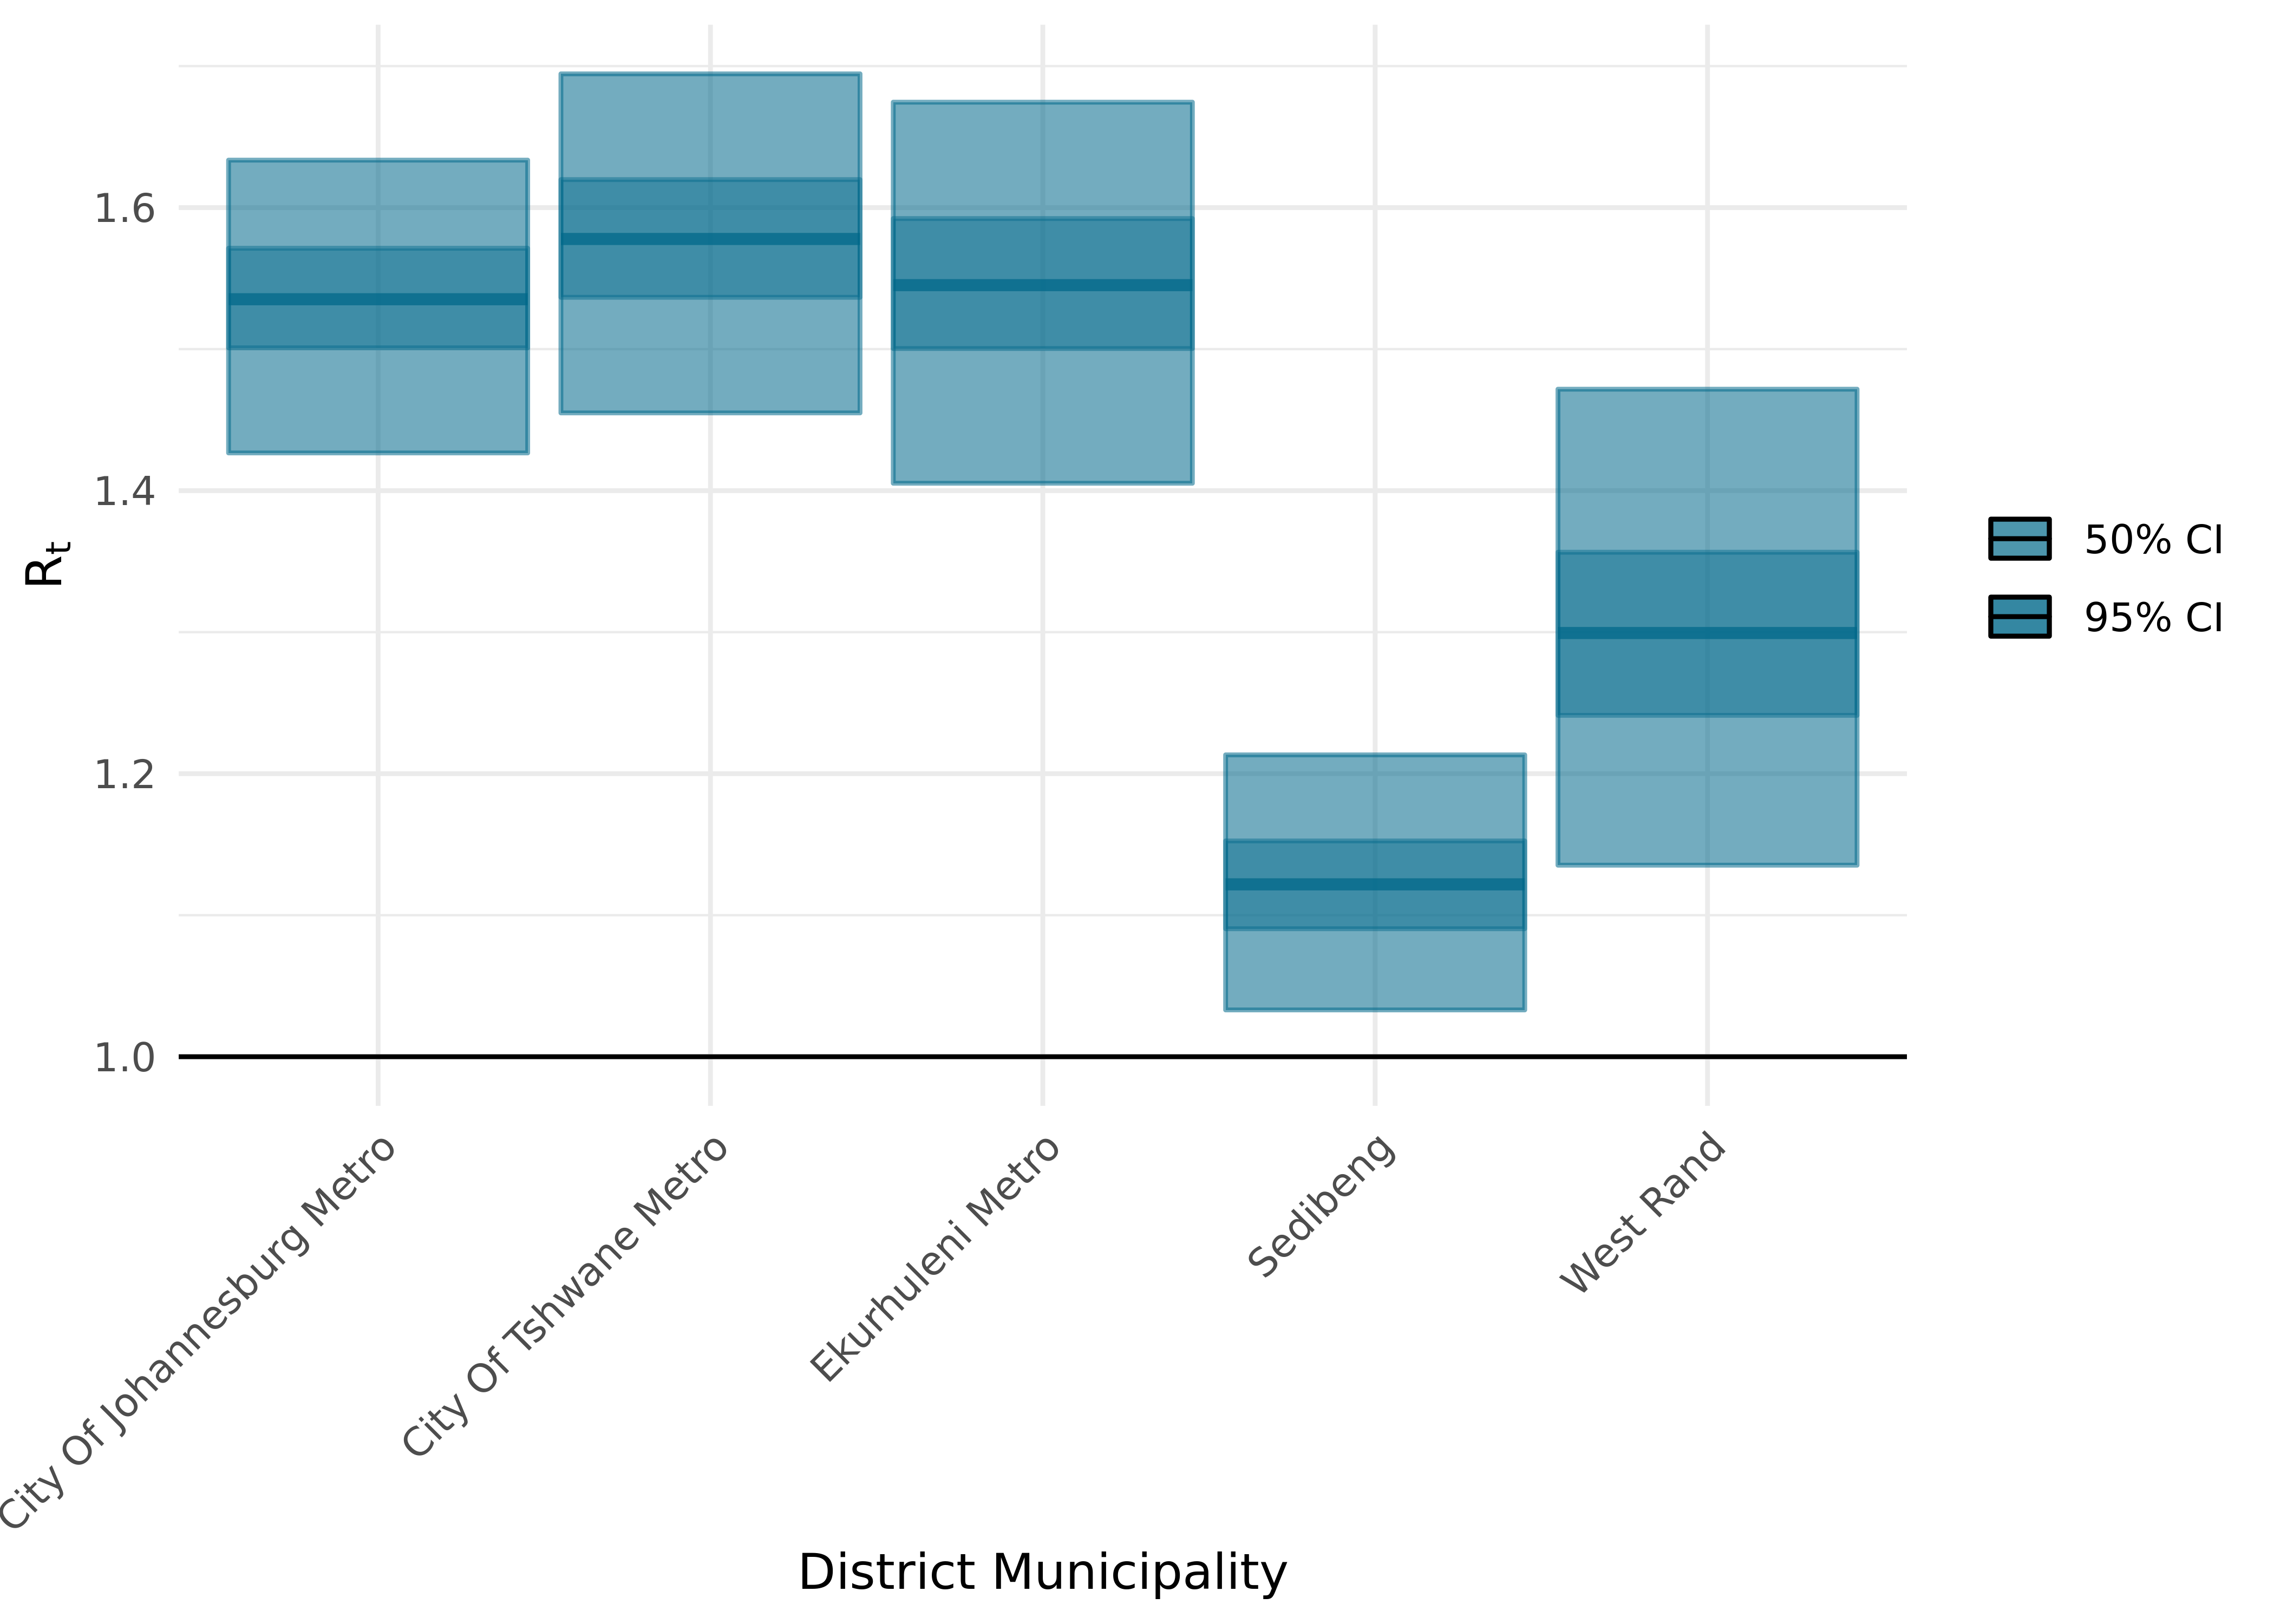 1.6
1.4
1.2
1.0
Rt
City Of Johannesburg Metro
City Of Tshwane Metro
Ekurhuleni Metro
Sedibeng
West Rand
District Municipality
50% CI
95% CI